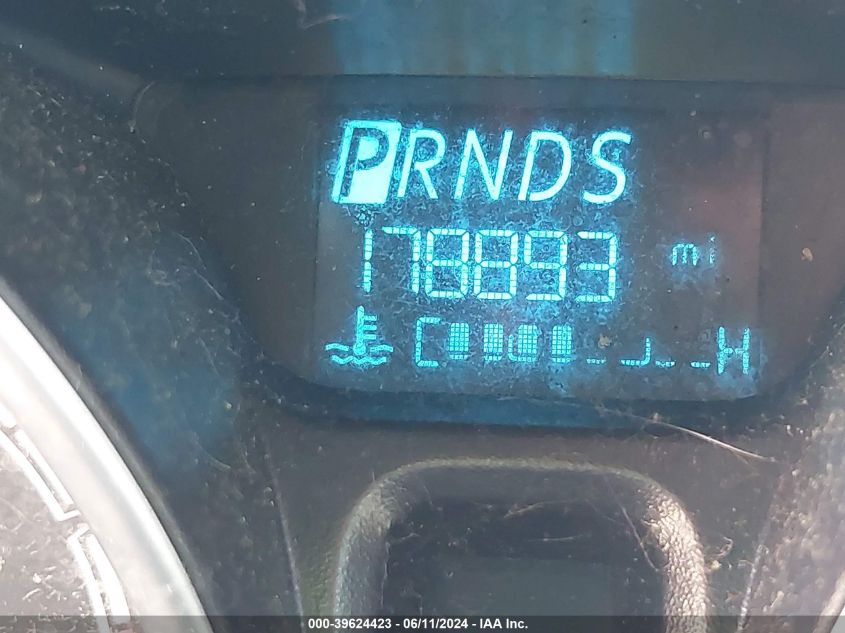 PRNDS
178893 mi
C H
000-39624423 - 06/11/2024 - IAA Inc.